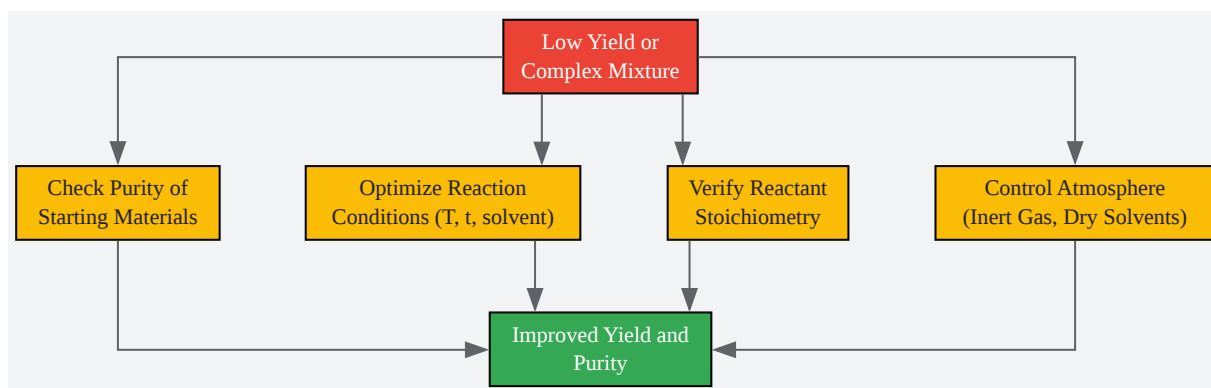 Low Yield or
Complex Mixture
Check Purity of
Starting Materials
Optimize Reaction
Conditions (T, t, solvent)
Verify Reactant
Stoichiometry
Control Atmosphere
(Inert Gas, Dry Solvents)
Improved Yield and
Purity